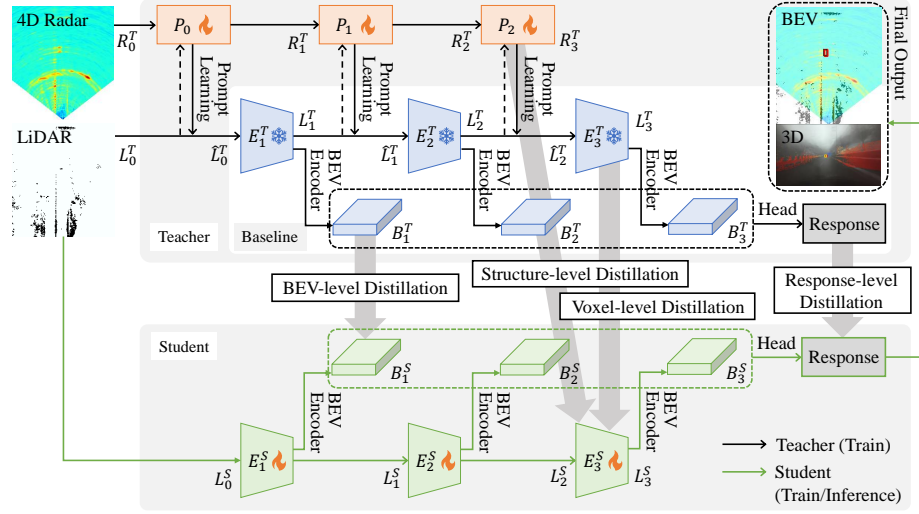 4D Radar
R_0^T
P_0
R_1^T
P_1
R_2^T
P_2
R_3^T
BEV
Final Output
Prompt
Learning
Prompt
Learning
Prompt
Learning
LiDAR
L_0^T
L̂_0^T
E_1^T
L_1^T
L̂_1^T
E_2^T
L_2^T
L̂_2^T
E_3^T
L_3^T
3D
BEV
Encoder
BEV
Encoder
BEV
Encoder
Teacher
Baseline
B_1^T
B_2^T
B_3^T
Head
Response
BEV-level Distillation
Structure-level Distillation
Voxel-level Distillation
Response-level
Distillation
Student
B_1^S
B_2^S
B_3^S
Head
Response
BEV
Encoder
BEV
Encoder
BEV
Encoder
L_0^S
E_1^S
L_1^S
E_2^S
L_2^S
E_3^S
L_3^S
Teacher (Train)
Student
(Train/Inference)